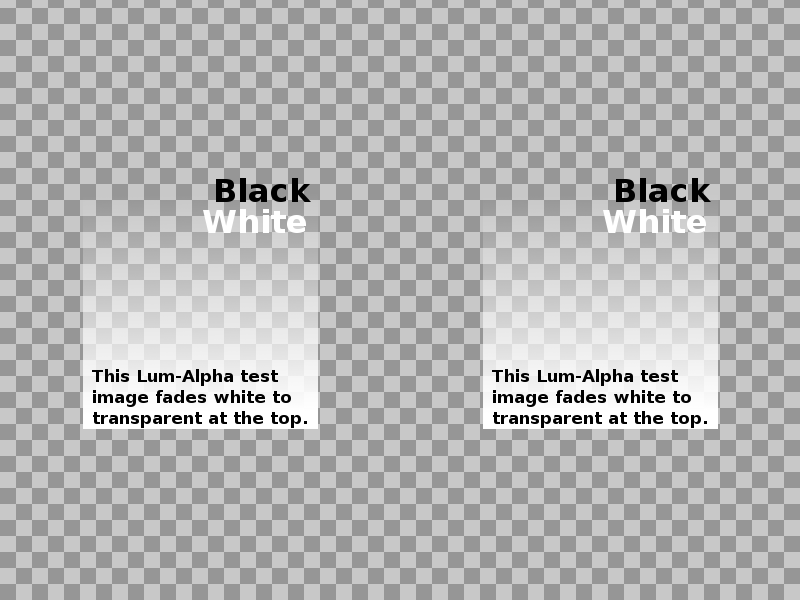 Black
White
This Lum-Alpha test
image fades white to
transparent at the top.
Black
White
This Lum-Alpha test
image fades white to
transparent at the top.